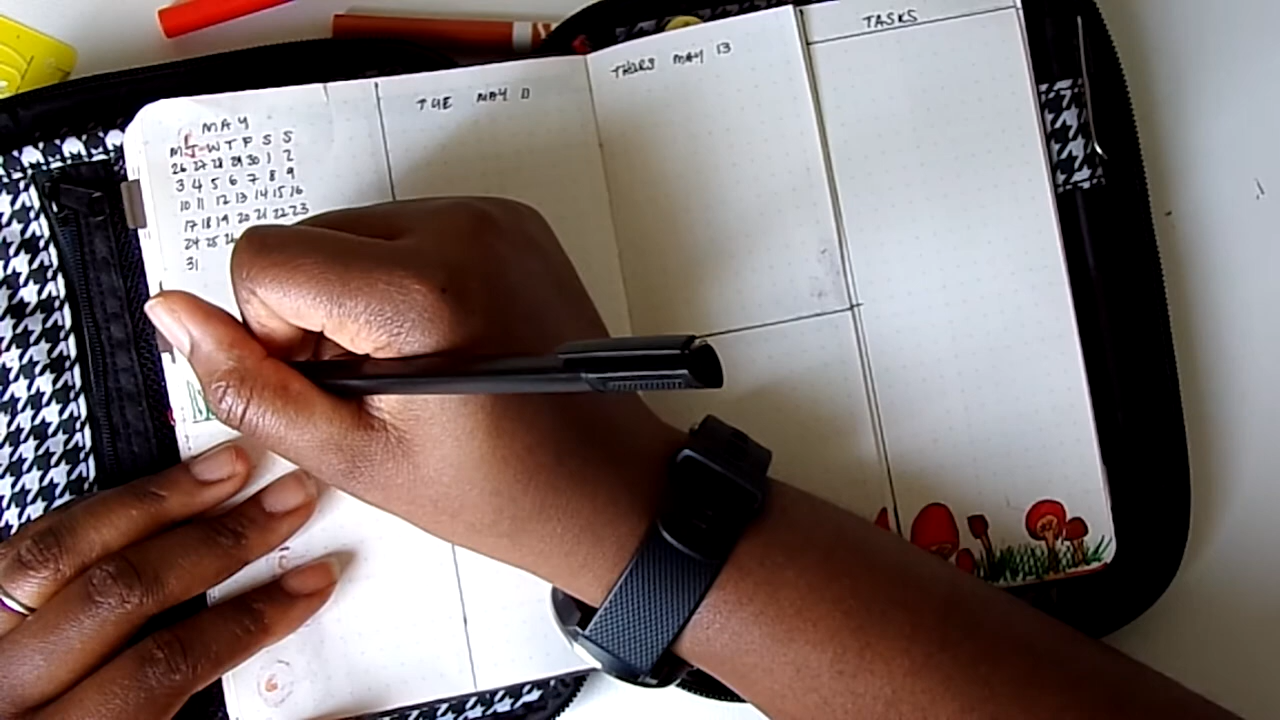 MAY
M T W T F S S
26 27 28 29 30 1 2
3 4 5 6 7 8 9
10 11 12 13 14 15 16
17 18 19 20 21 22 23
24 25 26
31
TUE MAY 11
THURS MAY 13
TASKS